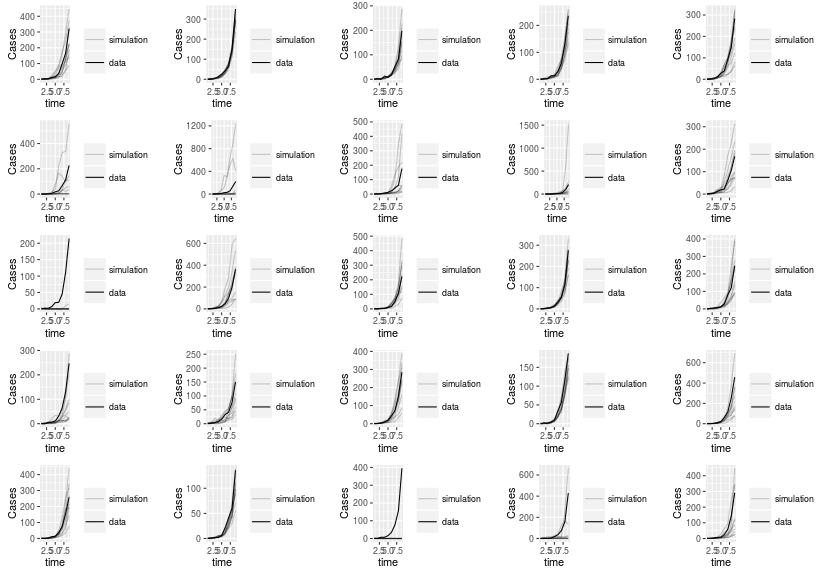 Cases
400
300
200
100
0
2.5 5.0 7.5
time
simulation
data
Cases
300
200
100
0
2.5 5.0 7.5
time
simulation
data
Cases
300
200
100
0
2.5 5.0 7.5
time
simulation
data
Cases
200
100
0
2.5 5.0 7.5
time
simulation
data
Cases
300
200
100
0
2.5 5.0 7.5
time
simulation
data
Cases
400
200
0
2.5 5.0 7.5
time
simulation
data
Cases
1200
800
400
0
2.5 5.0 7.5
time
simulation
data
Cases
500
400
300
200
100
0
2.5 5.0 7.5
time
simulation
data
Cases
1500
1000
500
0
2.5 5.0 7.5
time
simulation
data
Cases
300
200
100
0
2.5 5.0 7.5
time
simulation
data
Cases
200
150
100
50
0
2.5 5.0 7.5
time
simulation
data
Cases
600
400
200
0
2.5 5.0 7.5
time
simulation
data
Cases
500
400
300
200
100
0
2.5 5.0 7.5
time
simulation
data
Cases
300
200
100
0
2.5 5.0 7.5
time
simulation
data
Cases
400
300
200
100
0
2.5 5.0 7.5
time
simulation
data
Cases
300
200
100
0
2.5 5.0 7.5
time
simulation
data
Cases
250
200
150
100
50
0
2.5 5.0 7.5
time
simulation
data
Cases
400
300
200
100
0
2.5 5.0 7.5
time
simulation
data
Cases
150
100
50
0
2.5 5.0 7.5
time
simulation
data
Cases
600
400
200
0
2.5 5.0 7.5
time
simulation
data
Cases
400
300
200
100
0
2.5 5.0 7.5
time
simulation
data
Cases
100
50
0
2.5 5.0 7.5
time
simulation
data
Cases
400
300
200
100
0
2.5 5.0 7.5
time
simulation
data
Cases
600
400
200
0
2.5 5.0 7.5
time
simulation
data
Cases
400
300
200
100
0
2.5 5.0 7.5
time
simulation
data